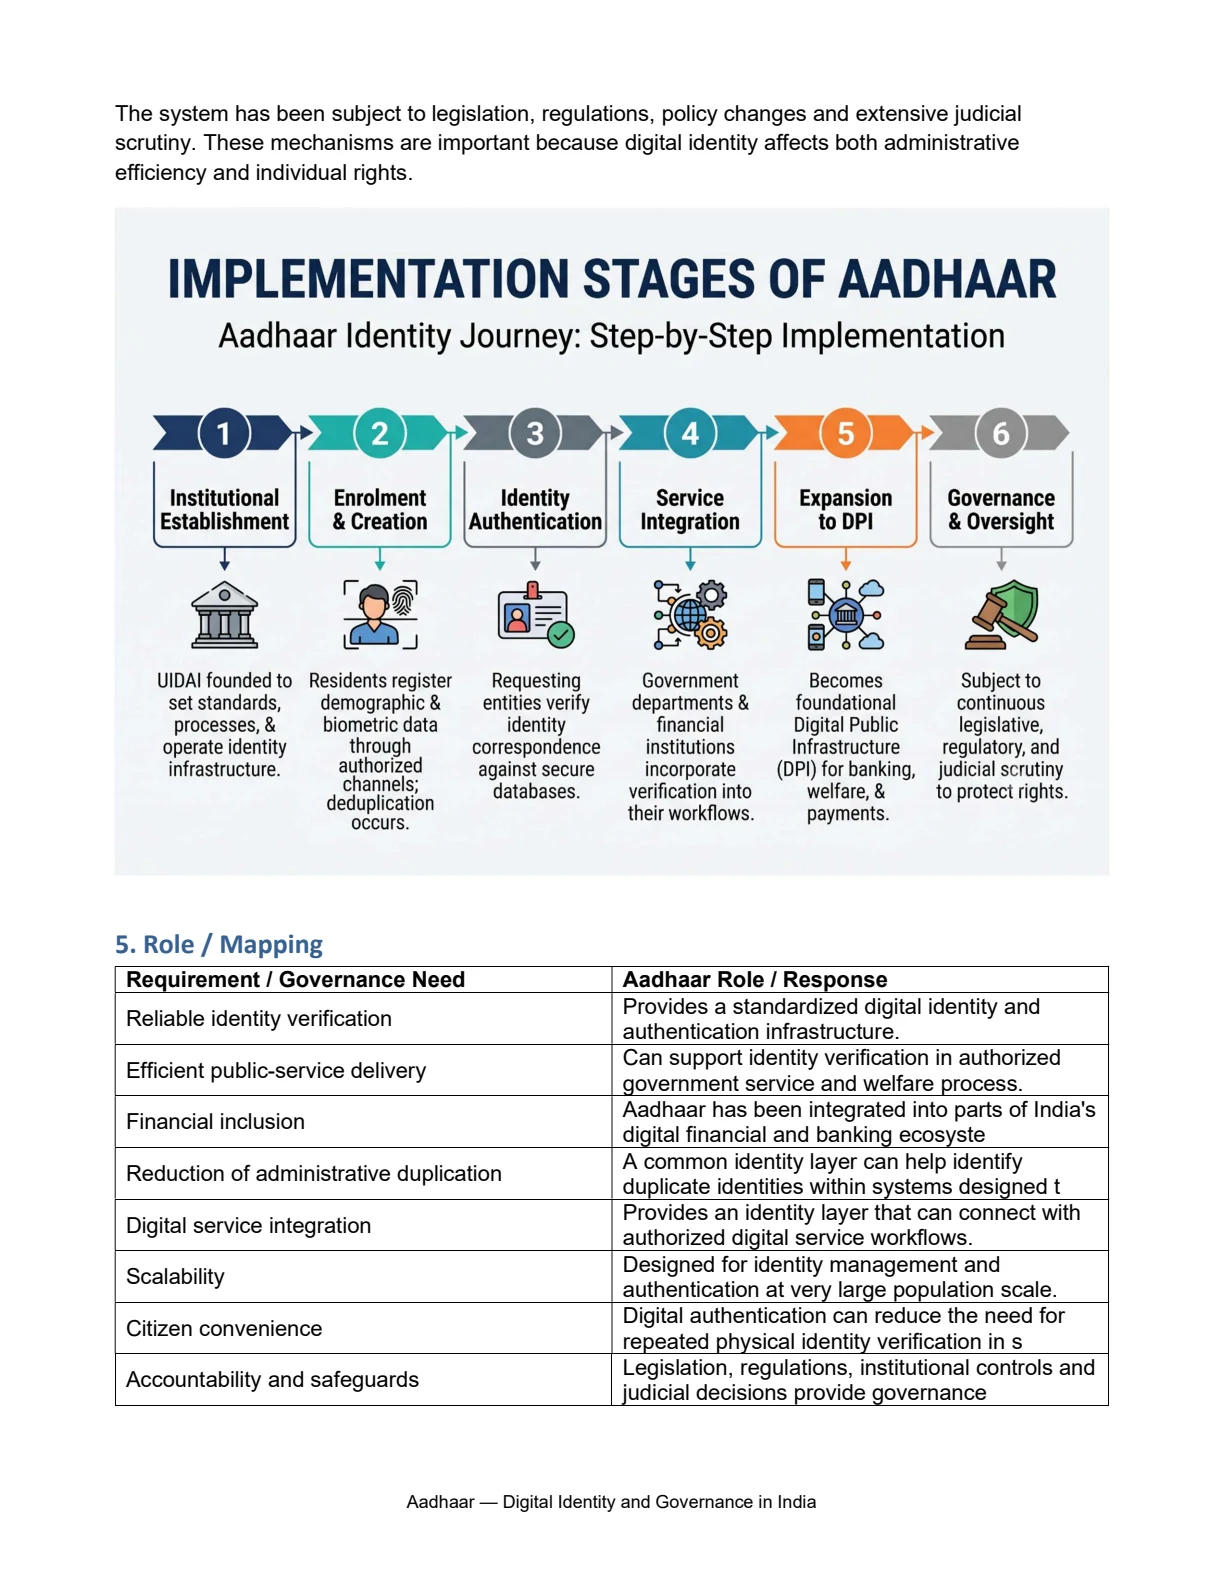 The system has been subject to legislation, regulations, policy changes and extensive judicial
scrutiny. These mechanisms are important because digital identity affects both administrative
efficiency and individual rights.
IMPLEMENTATION STAGES OF AADHAAR
Aadhaar Identity Journey: Step-by-Step Implementation
1
Institutional
Establishment
UIDAI founded to
set standards,
processes, &
operate identity
infrastructure.
2
Enrolment
& Creation
Residents register
demographic &
biometric data
through
authorized
channels;
deduplication
occurs.
3
Identity
Authentication
Requesting
entities verify
identity
correspondence
against secure
databases.
4
Service
Integration
Government
departments &
financial
institutions
incorporate
verification into
their workflows.
5
Expansion
to DPI
Becomes
foundational
Digital Public
Infrastructure
(DPI) for banking,
welfare, &
payments.
6
Governance
& Oversight
Subject to
continuous
legislative,
regulatory, and
judicial scrutiny
to protect rights.
5. Role / Mapping
Requirement / Governance Need
Aadhaar Role / Response
Reliable identity verification
Provides a standardized digital identity and
authentication infrastructure.
Efficient public-service delivery
Can support identity verification in authorized
government service and welfare process.
Financial inclusion
Aadhaar has been integrated into parts of India's
digital financial and banking ecosyste
Reduction of administrative duplication
A common identity layer can help identify
duplicate identities within systems designed t
Digital service integration
Provides an identity layer that can connect with
authorized digital service workflows.
Scalability
Designed for identity management and
authentication at very large population scale.
Citizen convenience
Digital authentication can reduce the need for
repeated physical identity verification in s
Accountability and safeguards
Legislation, regulations, institutional controls and
judicial decisions provide governance
Aadhaar — Digital Identity and Governance in India